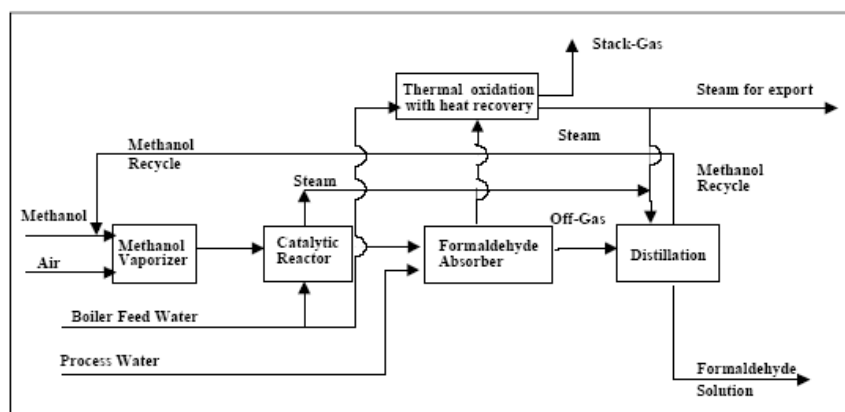 Stack-Gas
Thermal oxidation
with heat recovery
Steam for export
Methanol
Recycle
Steam
Methanol
Recycle
Steam
Methanol
Off-Gas
Methanol
Vaporizer
Catalytic
Reactor
Formaldehyde
Absorber
Distillation
Air
Boiler Feed Water
Process Water
Formaldehyde
Solution